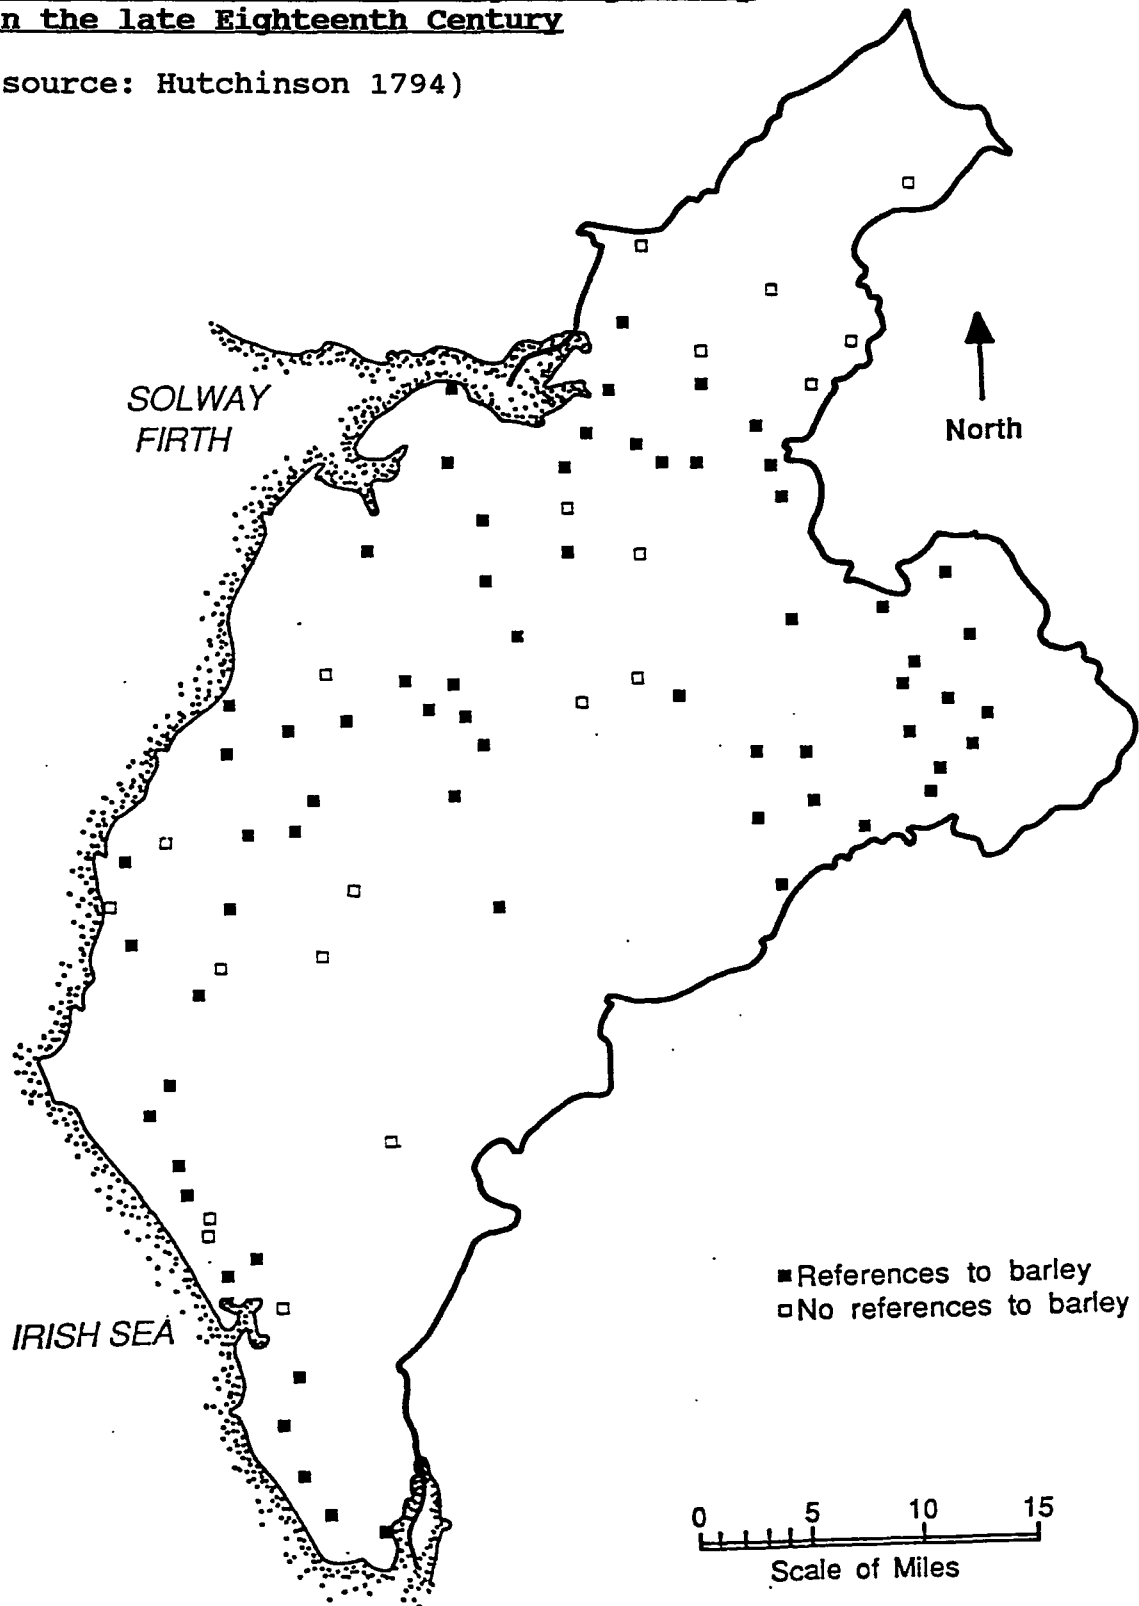 n the late Eighteenth Century
source: Hutchinson 1794)
SOLWAY
FIRTH
North
References to barley
No references to barley
IRISH SEA
0 5 10 15
Scale of Miles